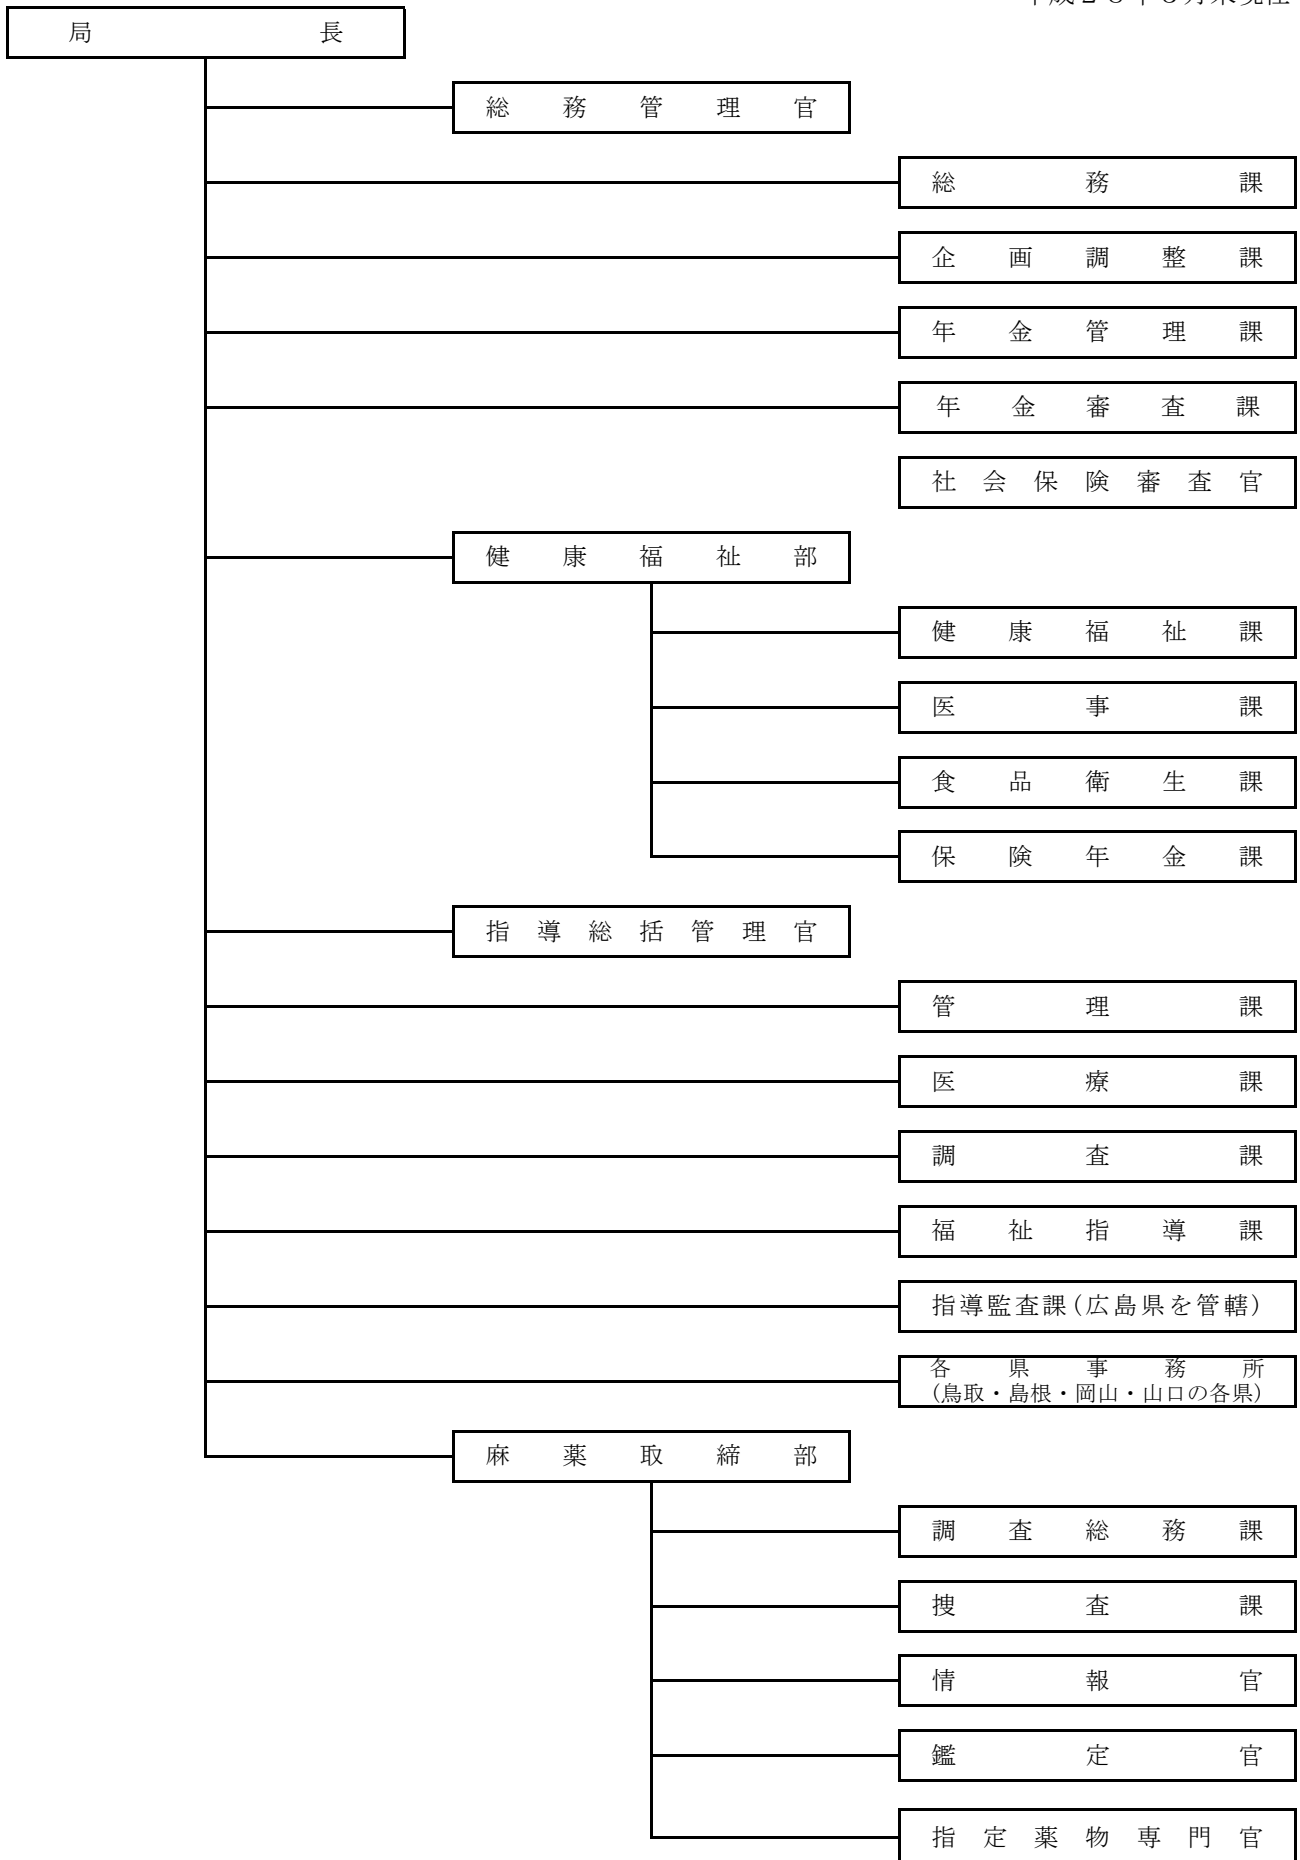 局長
総務管理官
総務課
企画調整課
年金管理課
年金審査課
社会保険審査官
健康福祉部
健康福祉課
医事課
食品衛生課
保険年金課
指導総括管理官
管理課
医療課
調査課
福祉指導課
指導監査課(広島県を管轄)
各県事務所
(鳥取・島根・岡山・山口の各県)
麻薬取締部
調査総務課
捜査課
情報官
鑑定官
指定薬物専門官